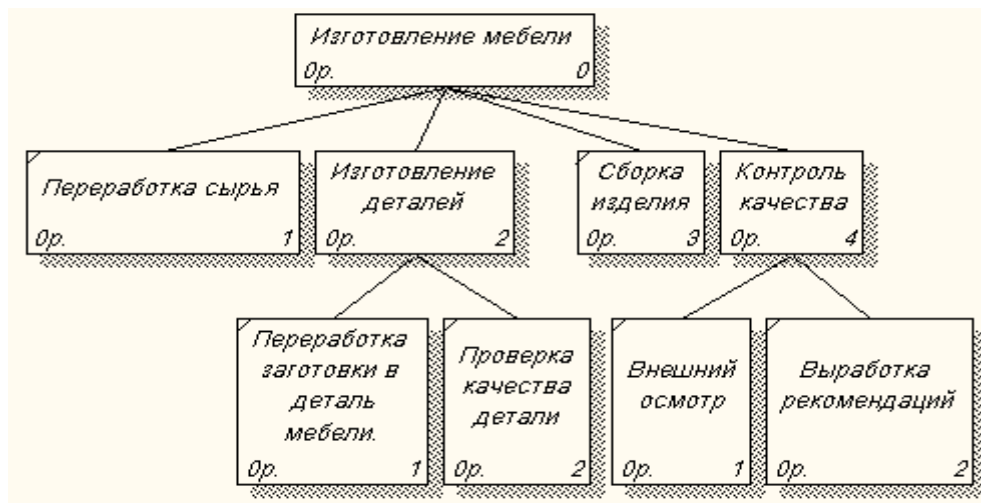 Изготовление мебели
0р. 0
Переработка сырья
0р. 1
Изготовление
деталей
0р. 2
Сборка
изделия
0р. 3
Контроль
качества
0р. 4
Переработка
заготовки в
деталь
мебели.
0р. 1
Проверка
качества
детали
0р. 2
Внешний
осмотр
0р. 1
Выработка
рекомендаций
0р. 2